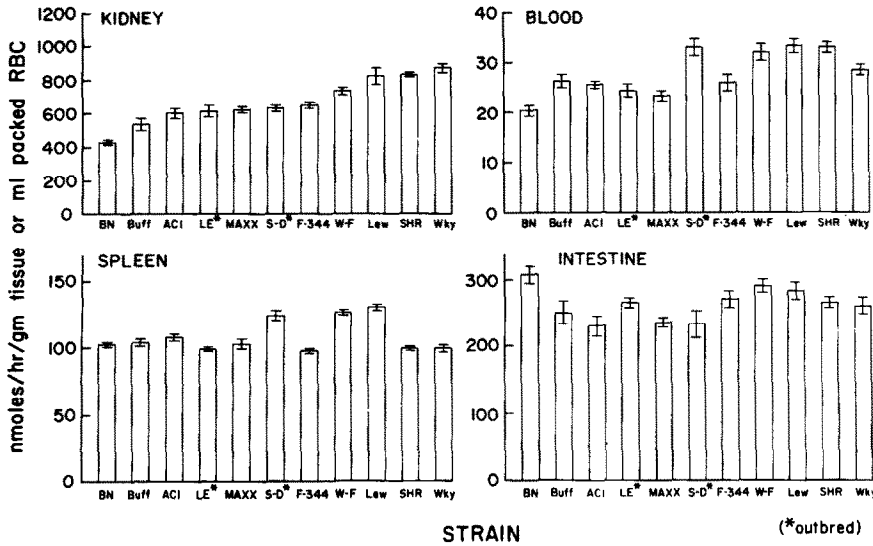 KIDNEY
1200
1000
800
600
400
200
0
BN Buff ACI LE* MAXX S-D* F-344 W-F Lew SHR Wky
BLOOD
40
30
20
10
0
BN Buff ACI LE* MAXX S-D* F-344 W-F Lew SHR Wky
SPLEEN
150
100
50
0
BN Buff ACI LE* MAXX S-D* F-344 W-F Lew SHR Wky
INTESTINE
300
200
100
0
BN Buff ACI LE* MAXX S-D* F-344 W-F Lew SHR Wky
nmoles/hr/gm tissue or ml packed RBC
STRAIN
(*outbred)